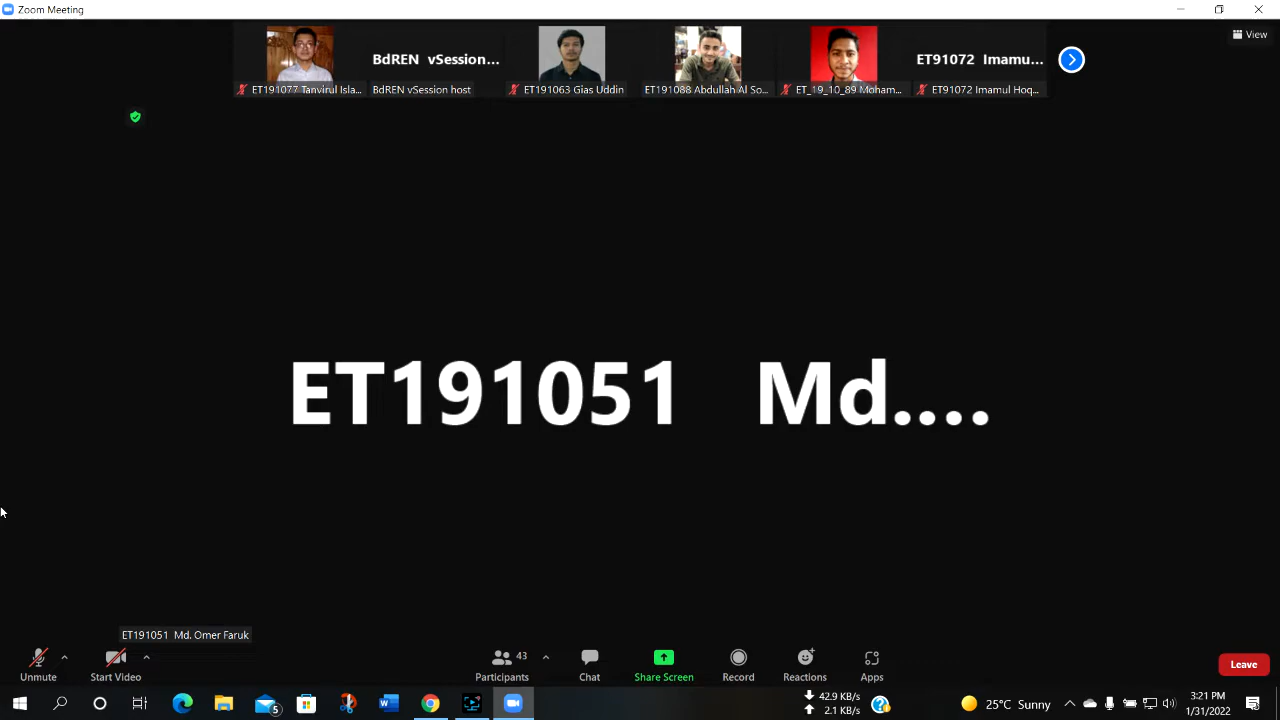 Zoom Meeting
View
BdREN vSession...
ET91072 Imamu...
ET191077 Tanvirul Isla...
BdREN vSession host
ET191063 Gias Uddin
ET191088 Abdullah Al So...
ET_19_10_89 Moham...
ET91072 Imamul Hoq...
ET191051 Md....
ET191051 Md. Omer Faruk
43
Unmute
Start Video
Participants
Chat
Share Screen
Record
Reactions
Apps
Leave
5
42.9 KB/s
2.1 KB/s
25°C Sunny
3:21 PM
1/31/2022